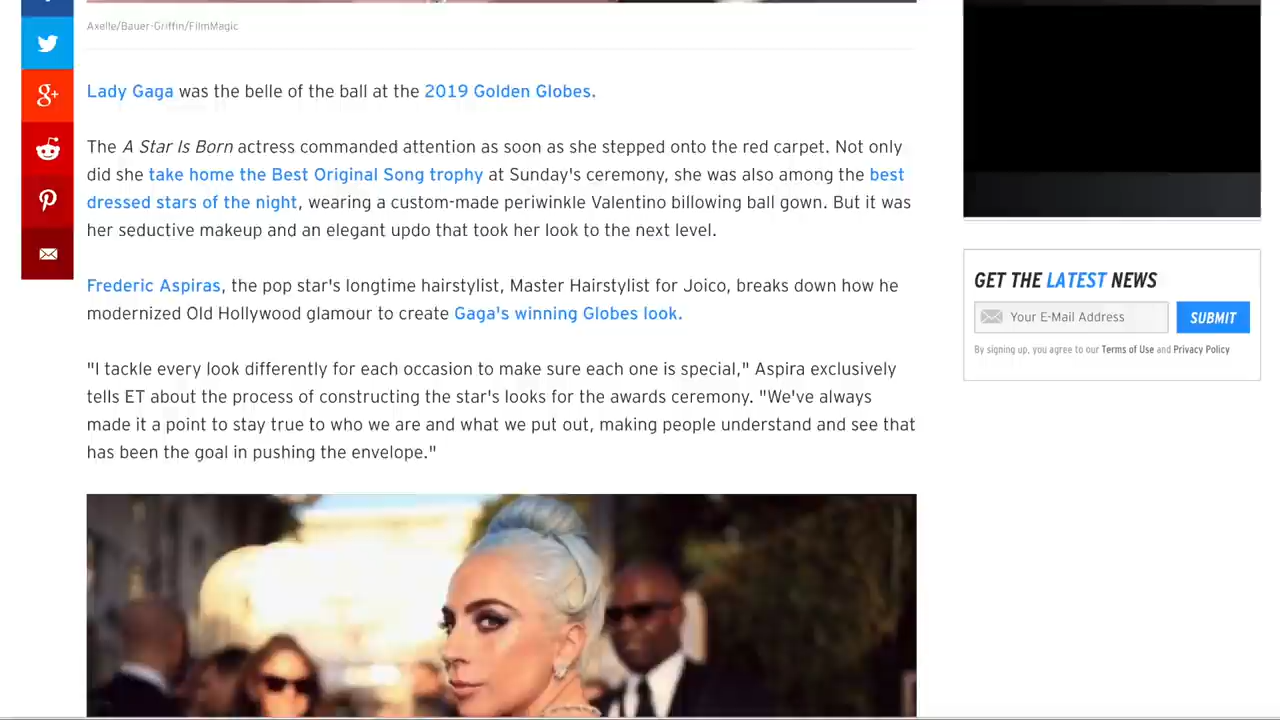 Axelle/Bauer-Griffin/FilmMagic
Lady Gaga was the belle of the ball at the 2019 Golden Globes.
The A Star Is Born actress commanded attention as soon as she stepped onto the red carpet. Not only
did she take home the Best Original Song trophy at Sunday's ceremony, she was also among the best
dressed stars of the night, wearing a custom-made periwinkle Valentino billowing ball gown. But it was
her seductive makeup and an elegant updo that took her look to the next level.
Frederic Aspiras, the pop star's longtime hairstylist, Master Hairstylist for Joico, breaks down how he
modernized Old Hollywood glamour to create Gaga's winning Globes look.
"I tackle every look differently for each occasion to make sure each one is special," Aspira exclusively
tells ET about the process of constructing the star's looks for the awards ceremony. "We've always
made it a point to stay true to who we are and what we put out, making people understand and see that
has been the goal in pushing the envelope."
GET THE LATEST NEWS
Your E-Mail Address
SUBMIT
By signing up, you agree to our Terms of Use and Privacy Policy